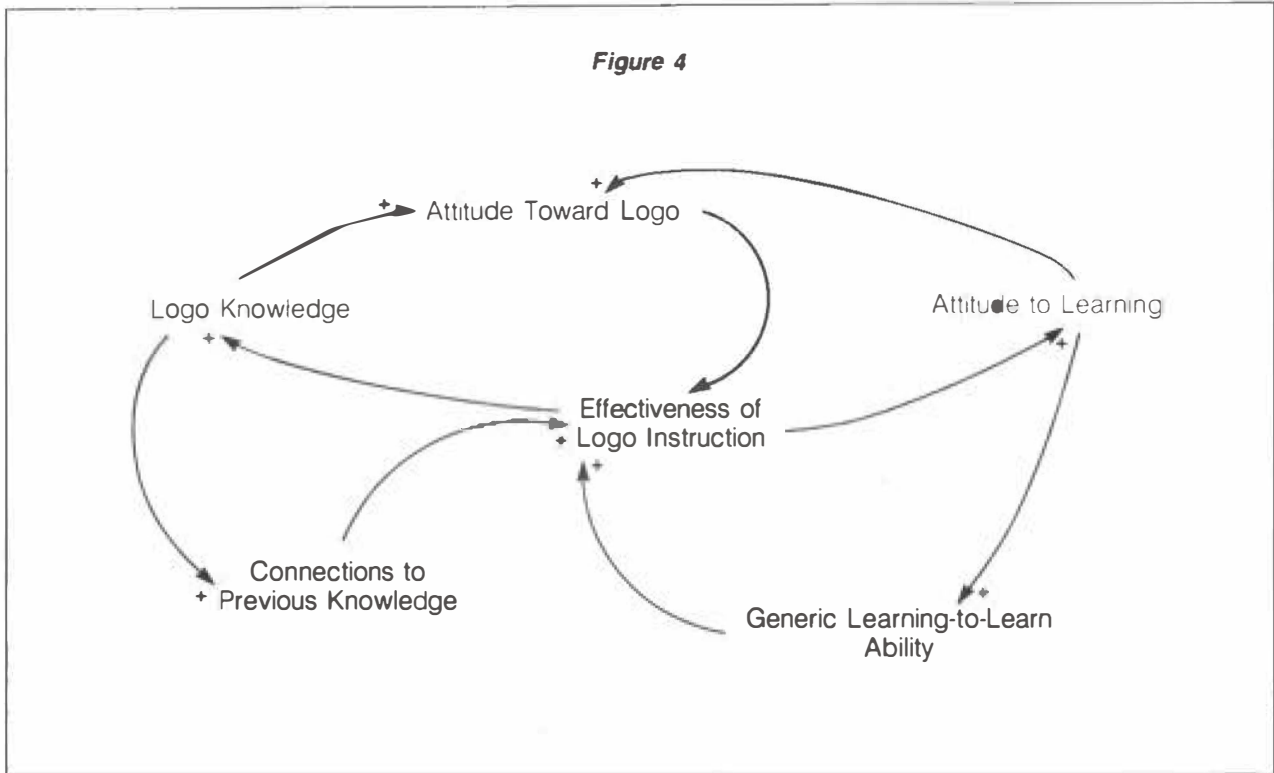 Figure 4
+
+ Attitude Toward Logo
Logo Knowledge
+
Attitude to Learning
+
Effectiveness of
+ Logo Instruction
+
Connections to
+ Previous Knowledge
+
Generic Learning-to-Learn
Ability